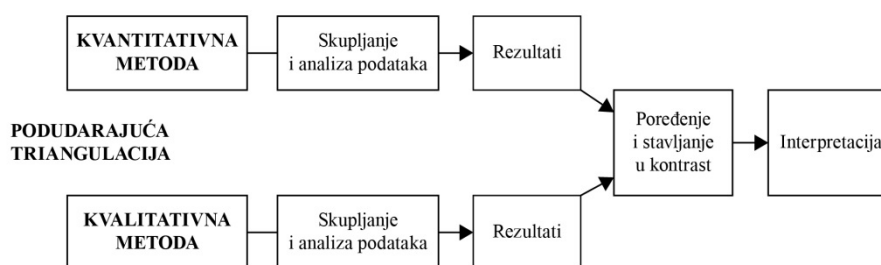 KVANTITATIVNA
METODA
Skupljanje
i analiza podataka
Rezultati
PODUDARAJUĆA
TRIANGULACIJA
Poređenje
i stavljanje
u kontrast
Interpretacija
KVALITATIVNA
METODA
Skupljanje
i analiza podataka
Rezultati